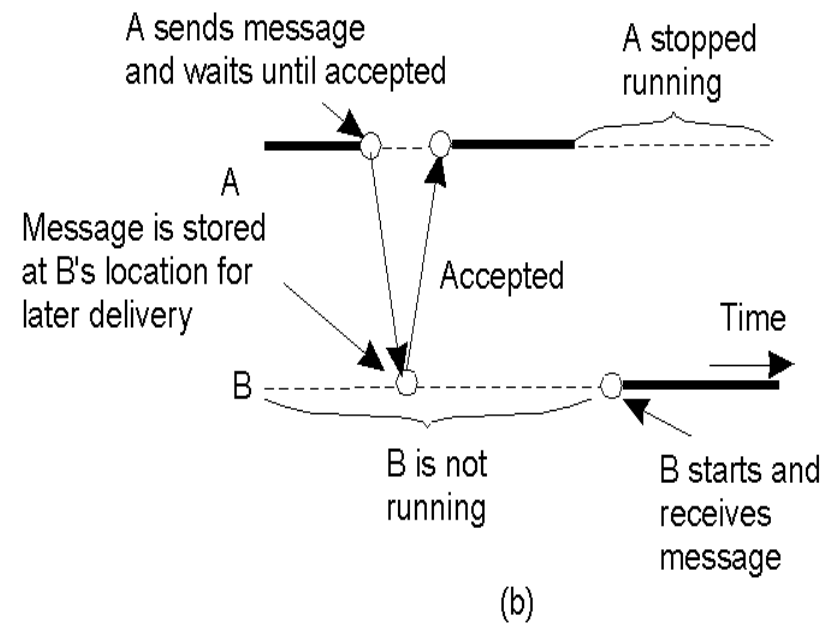 A sends message
and waits until accepted
A stopped
running
A
Message is stored
at B's location for
later delivery
Accepted
Time
B
B is not
running
B starts and
receives
message
(b)